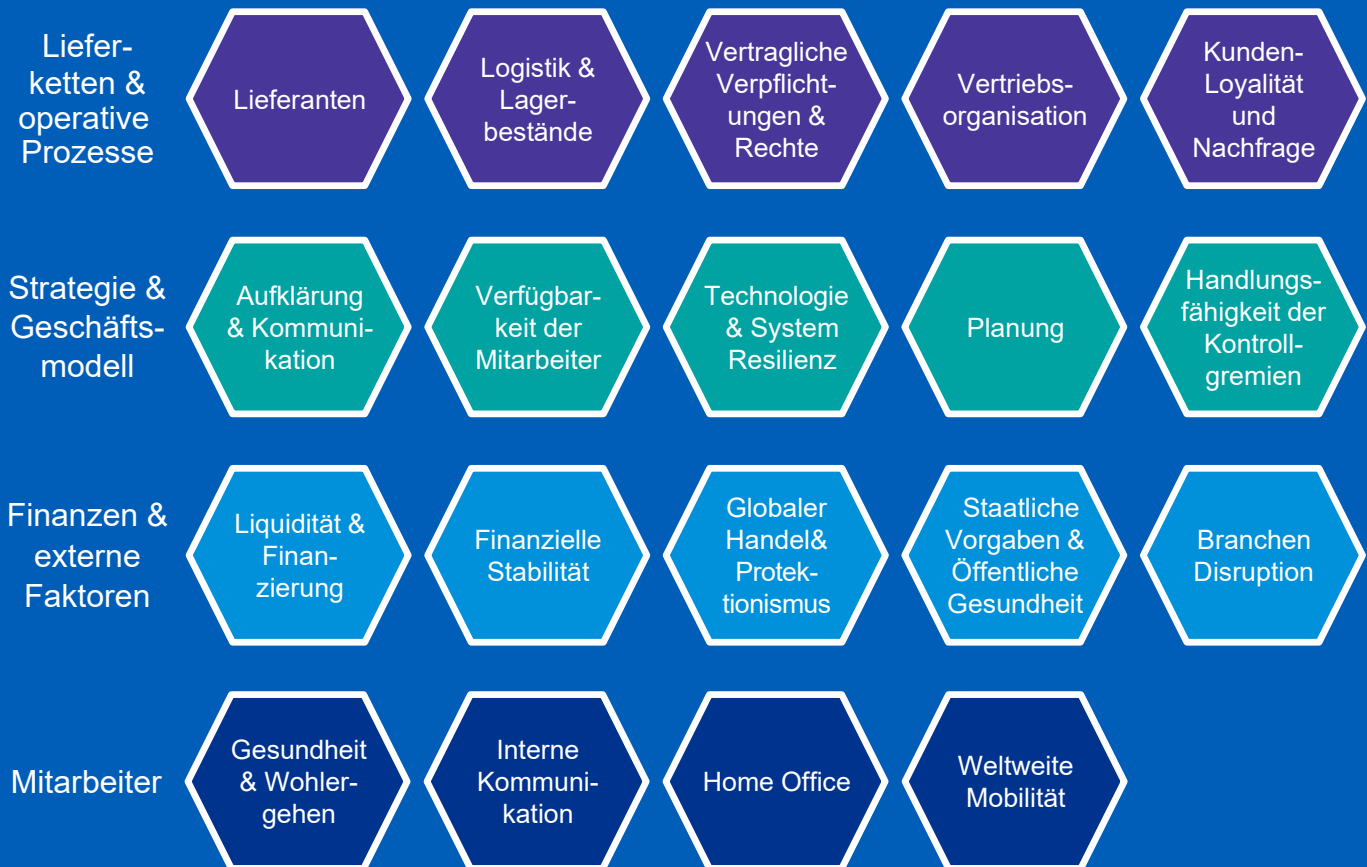 Liefer-
ketten &
operative
Prozesse
Lieferanten
Logistik &
Lager-
bestände
Vertragliche
Verpflicht-
ungen &
Rechte
Vertriebs-
organisation
Kunden-
Loyalität
und
Nachfrage
Strategie &
Geschäfts-
modell
Aufklärung
& Kommuni-
kation
Verfügbar-
keit der
Mitarbeiter
Technologie
& System
Resilienz
Planung
Handlungs-
fähigkeit der
Kontroll-
gremien
Finanzen &
externe
Faktoren
Liquidität &
Finan-
zierung
Finanzielle
Stabilität
Globaler
Handel&
Protek-
tionismus
Staatliche
Vorgaben &
Öffentliche
Gesundheit
Branchen
Disruption
Mitarbeiter
Gesundheit
& Wohler-
gehen
Interne
Kommuni-
kation
Home Office
Weltweite
Mobilität